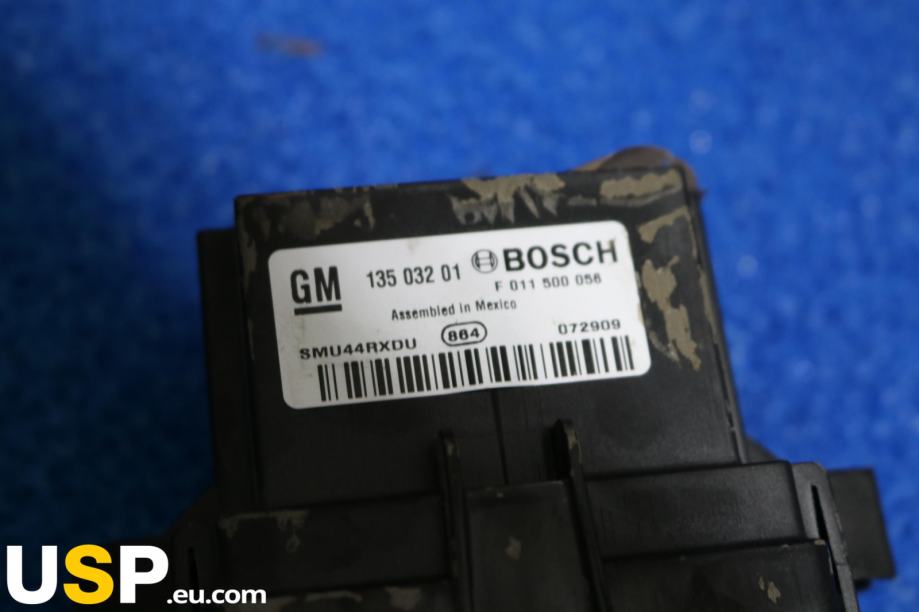 GM 135 032 01 BOSCH
F 011 500 056
Assembled in Mexico
SMU44RXDU 864 072909
USP.eu.com